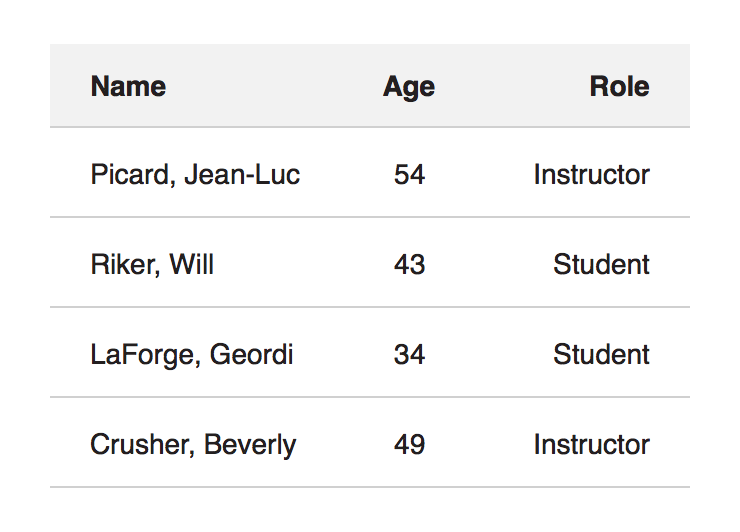 Name Age Role
Picard, Jean-Luc 54 Instructor
Riker, Will 43 Student
LaForge, Geordi 34 Student
Crusher, Beverly 49 Instructor